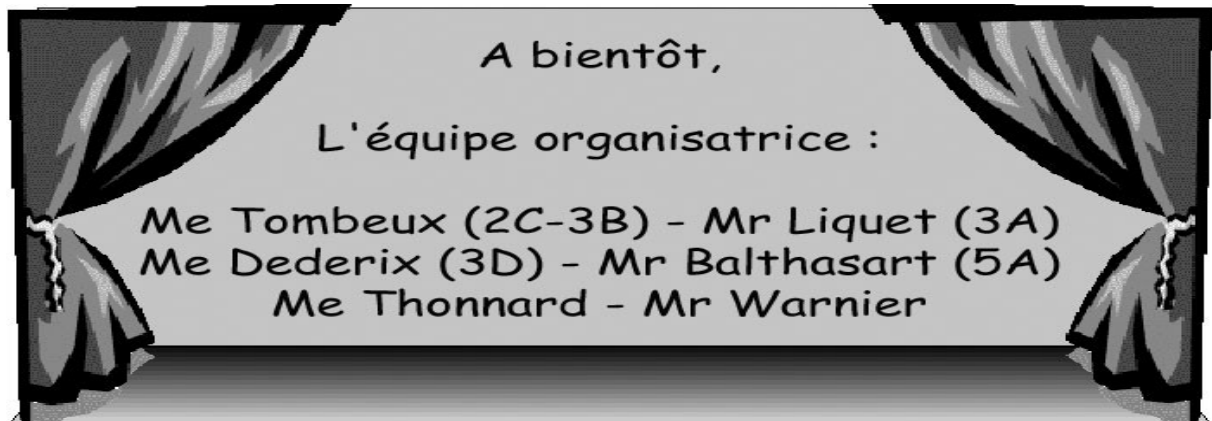 A bientôt,
L'équipe organisatrice :
Me Tombeux (2C-3B) - Mr Liquet (3A)
Me Dederix (3D) - Mr Balthasart (5A)
Me Thonnard - Mr Warnier